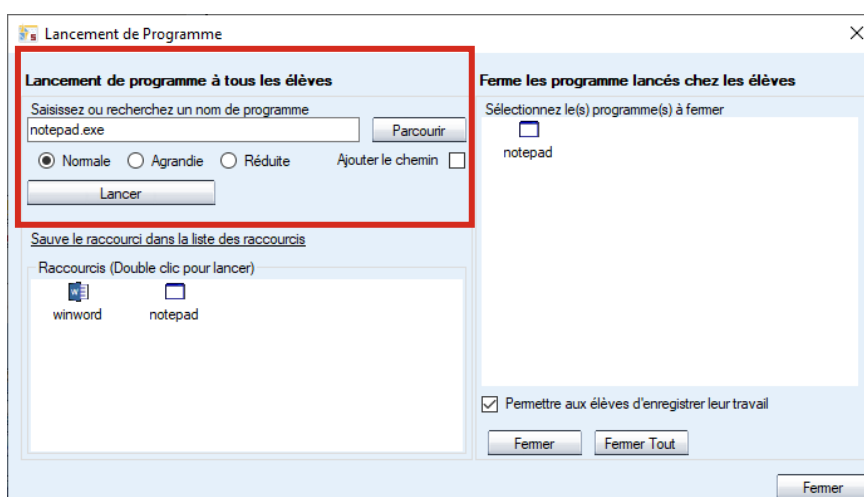 Lancement de Programme
Lancement de programme à tous les élèves
Saisissez ou recherchez un nom de programme
notepad.exe
Parcourir
Normale Agrandie Réduite Ajouter le chemin
Lancer
Sauve le raccourci dans la liste des raccourcis
Raccourcis (Double clic pour lancer)
winword notepad
Ferme les programme lancés chez les élèves
Sélectionnez le(s) programme(s) à fermer
notepad
Permettre aux élèves d'enregistrer leur travail
Fermer Fermer Tout
Fermer